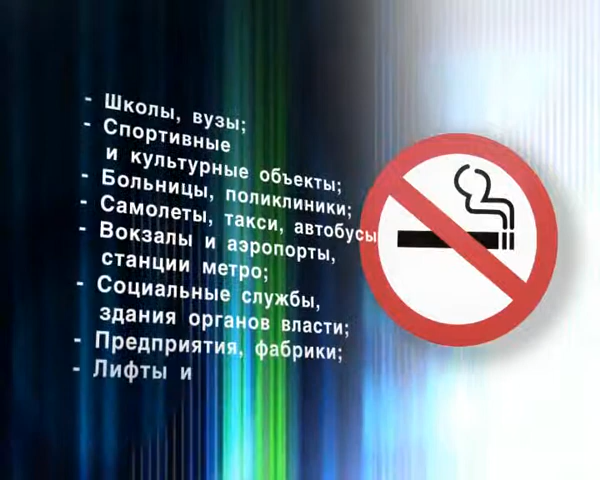 - Школы, вузы;
- Спортивные
и культурные объекты;
- Больницы, поликлиники;
- Самолеты, такси, автобусы
- Вокзалы и аэропорты,
станции метро;
- Социальные службы,
здания органов власти;
- Предприятия, фабрики;
- Лифты и